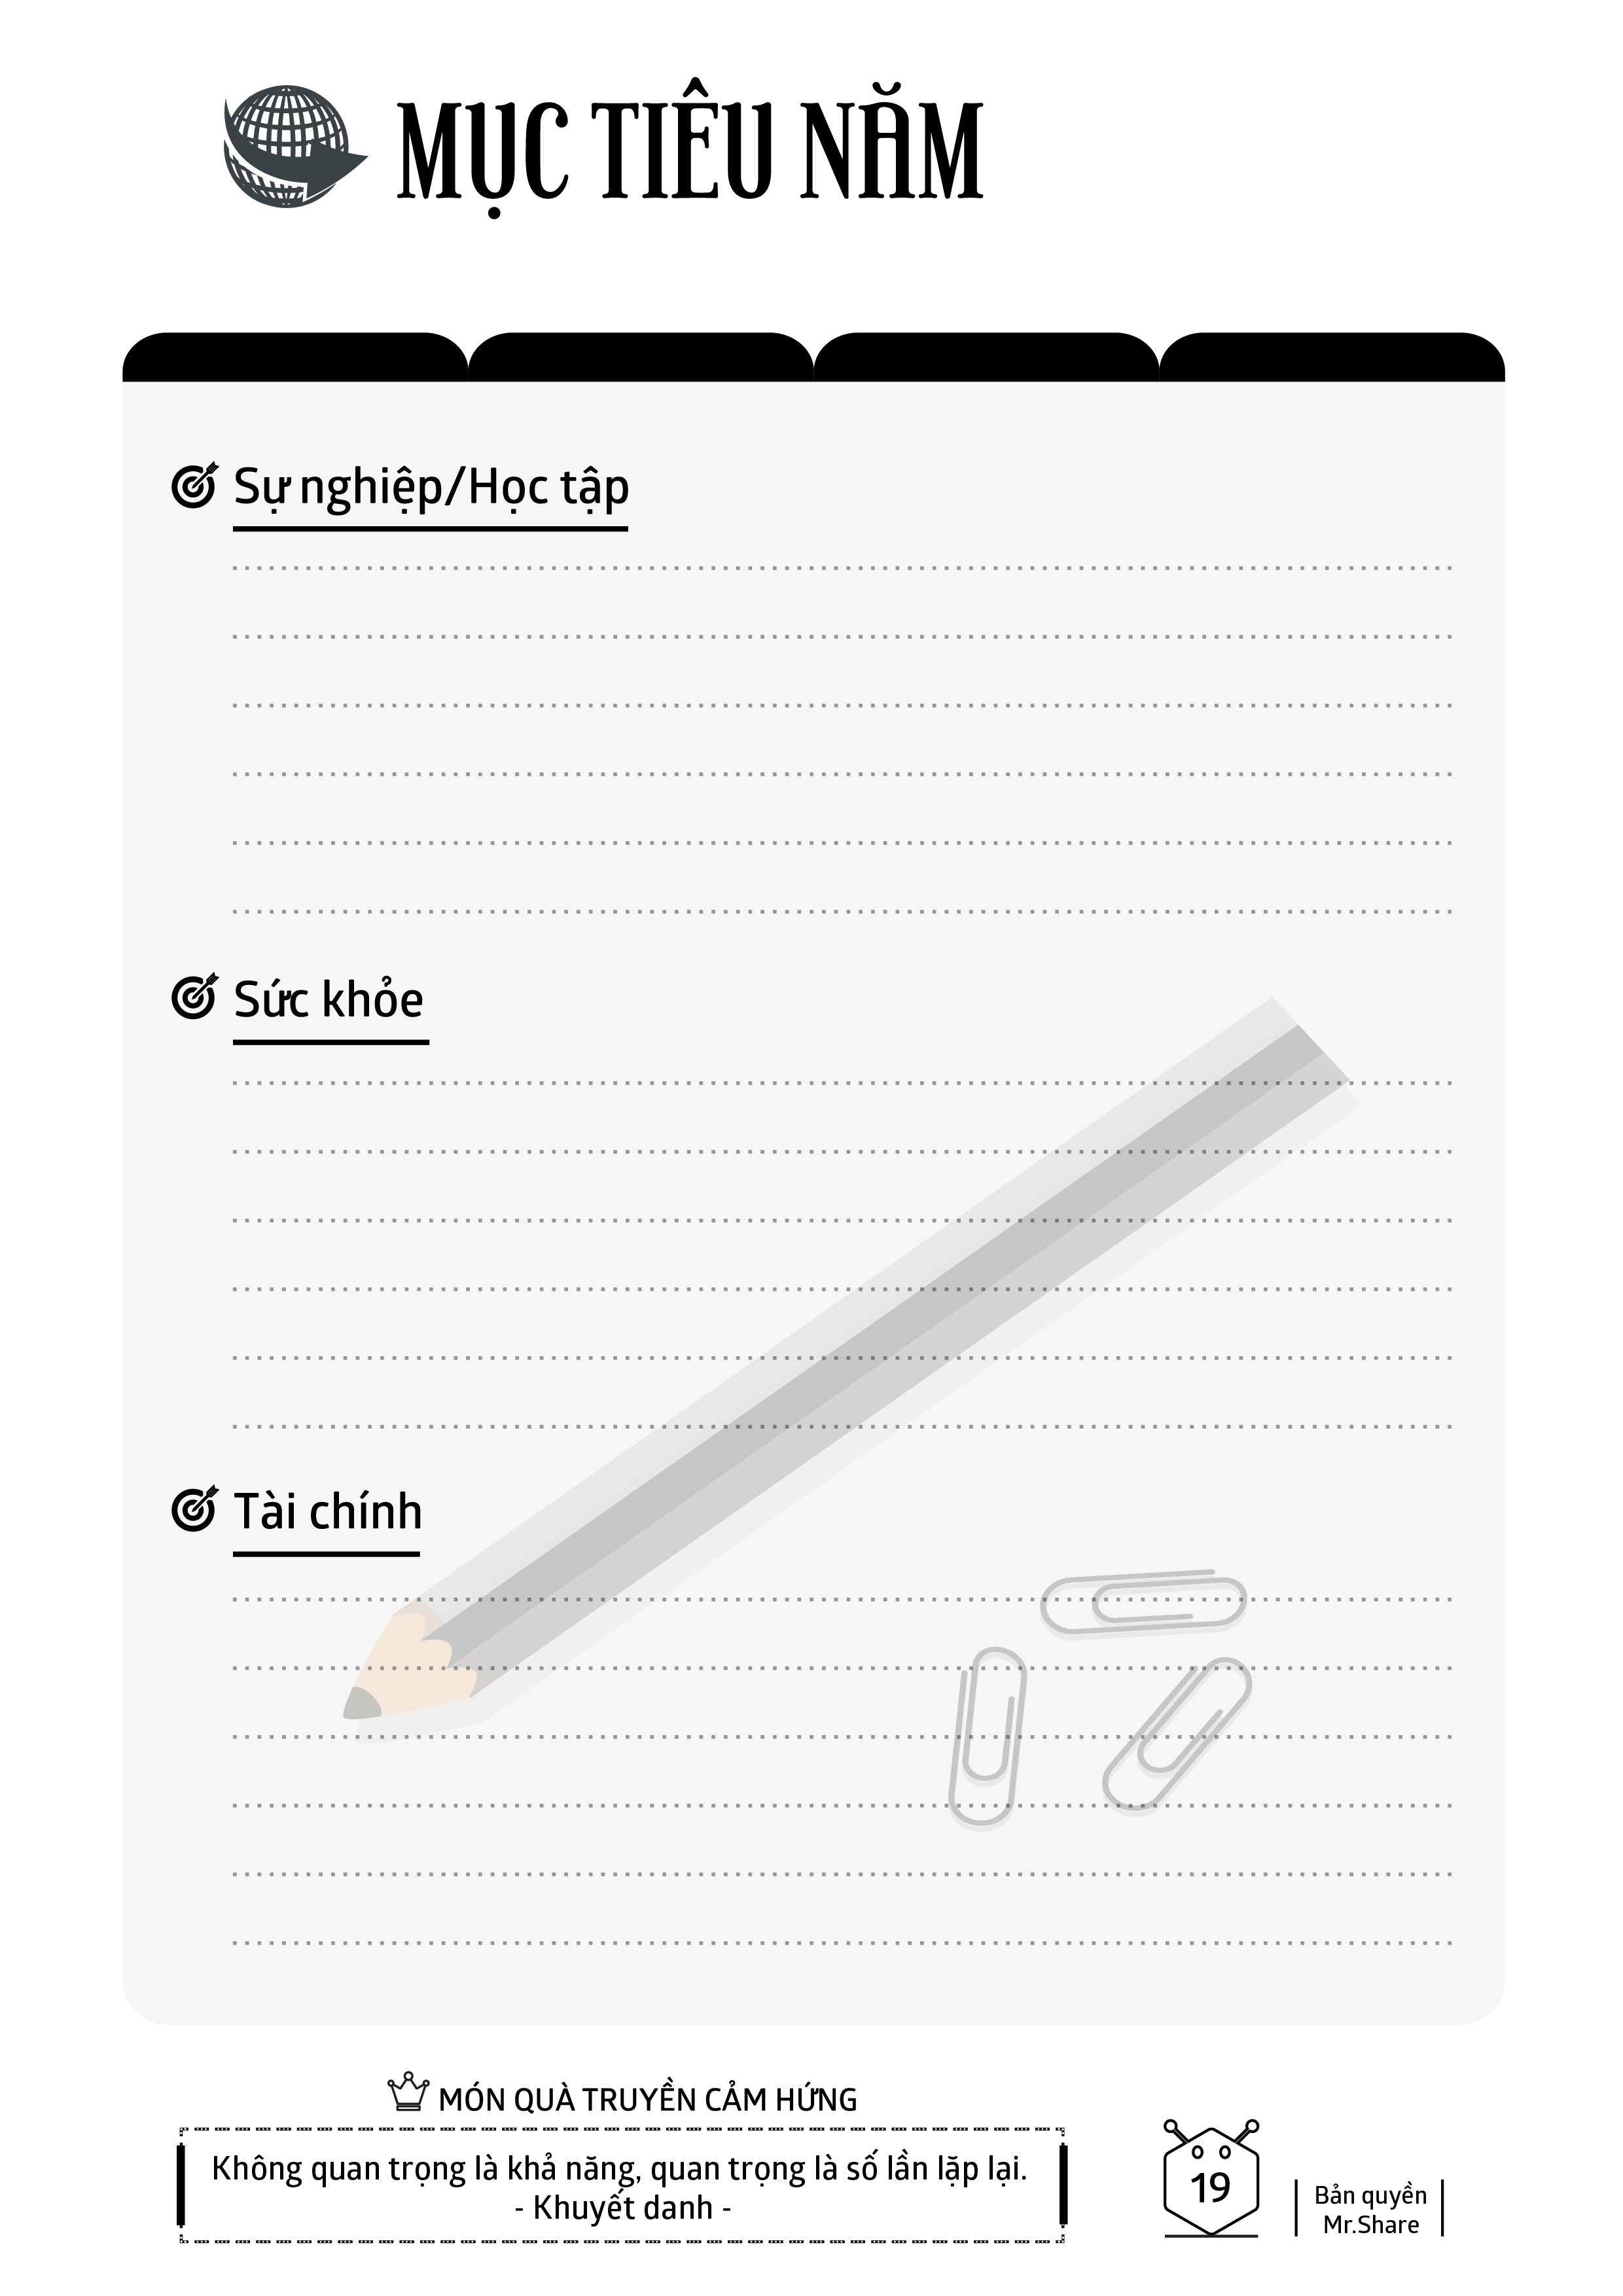 MỤC TIÊU NĂM
Sự nghiệp/Học tập
Sức khỏe
Tài chính
MÓN QUÀ TRUYỀN CẢM HỨNG
Không quan trọng là khả năng, quan trọng là số lần lặp lại.
- Khuyết danh -
19
Bản quyền
Mr.Share